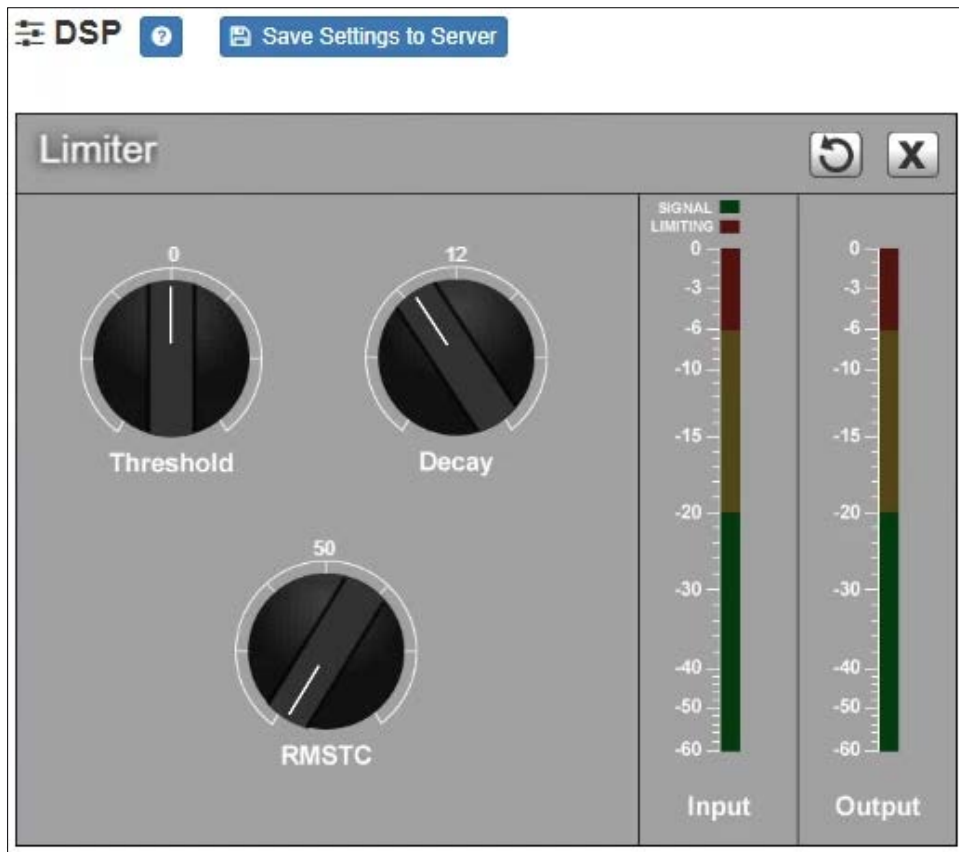 DSP ? Save Settings to Server
Limiter X
0
Threshold
12
Decay
50
RMSTC
SIGNAL
LIMITING
0
-3
-6
-10
-15
-20
-30
-40
-50
-60
Input
0
-3
-6
-10
-15
-20
-30
-40
-50
-60
Output